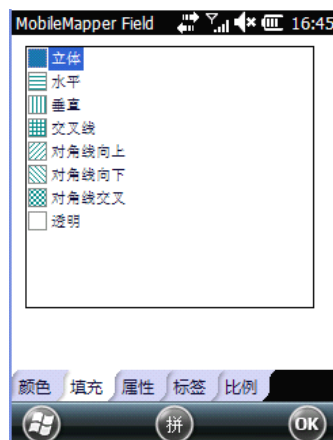 MobileMapper Field 16:45
立体
水平
垂直
交叉线
对角线向上
对角线向下
对角线交叉
透明
颜色 填充 属性 标签 比例
拼 OK